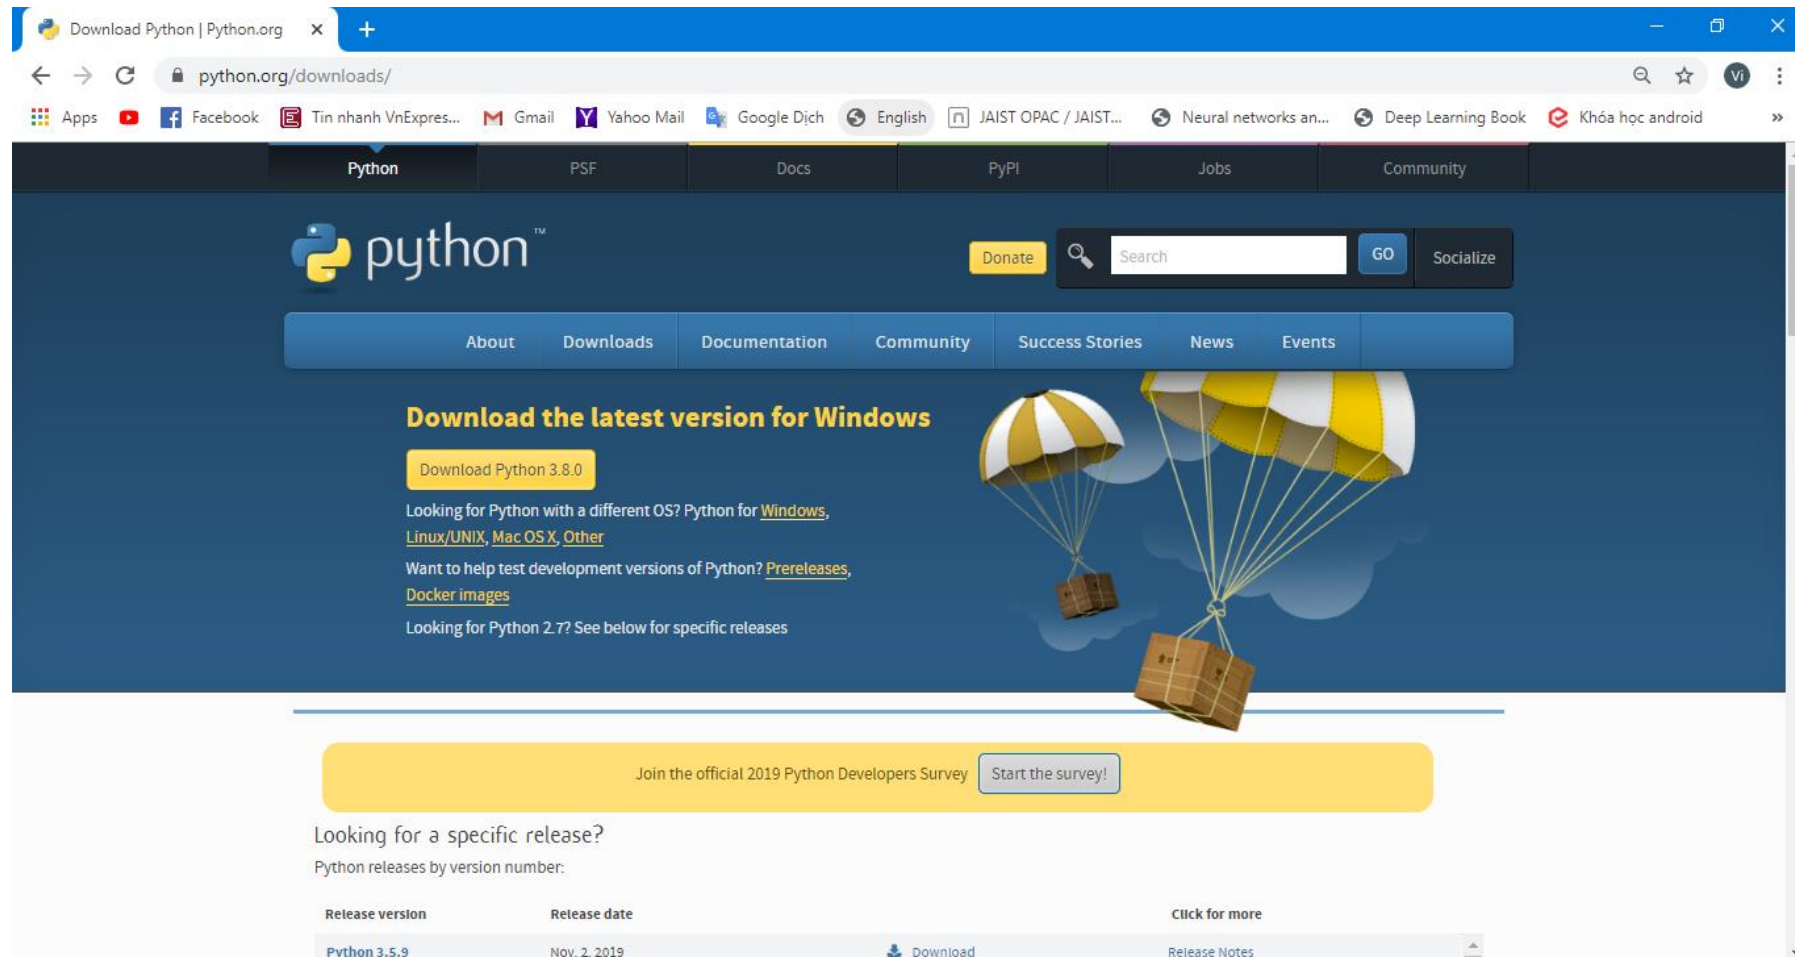 Download Python | Python.org
python.org/downloads/
Vi
Apps Facebook Tin nhanh VnExpres... Gmail Yahoo Mail Google Dịch English JAIST OPAC / JAIST... Neural networks an... Deep Learning Book Khóa học android »
Python PSF Docs PyPI Jobs Community
python™
Donate Search GO Socialize
About Downloads Documentation Community Success Stories News Events
Download the latest version for Windows
Download Python 3.8.0
Looking for Python with a different OS? Python for Windows,
Linux/UNIX, Mac OS X, Other
Want to help test development versions of Python? Prereleases,
Docker images
Looking for Python 2.7? See below for specific releases
Join the official 2019 Python Developers Survey Start the survey!
Looking for a specific release?
Python releases by version number:
Release version Release date Click for more
Python 3.5.9 Nov. 2, 2019 Download Release Notes